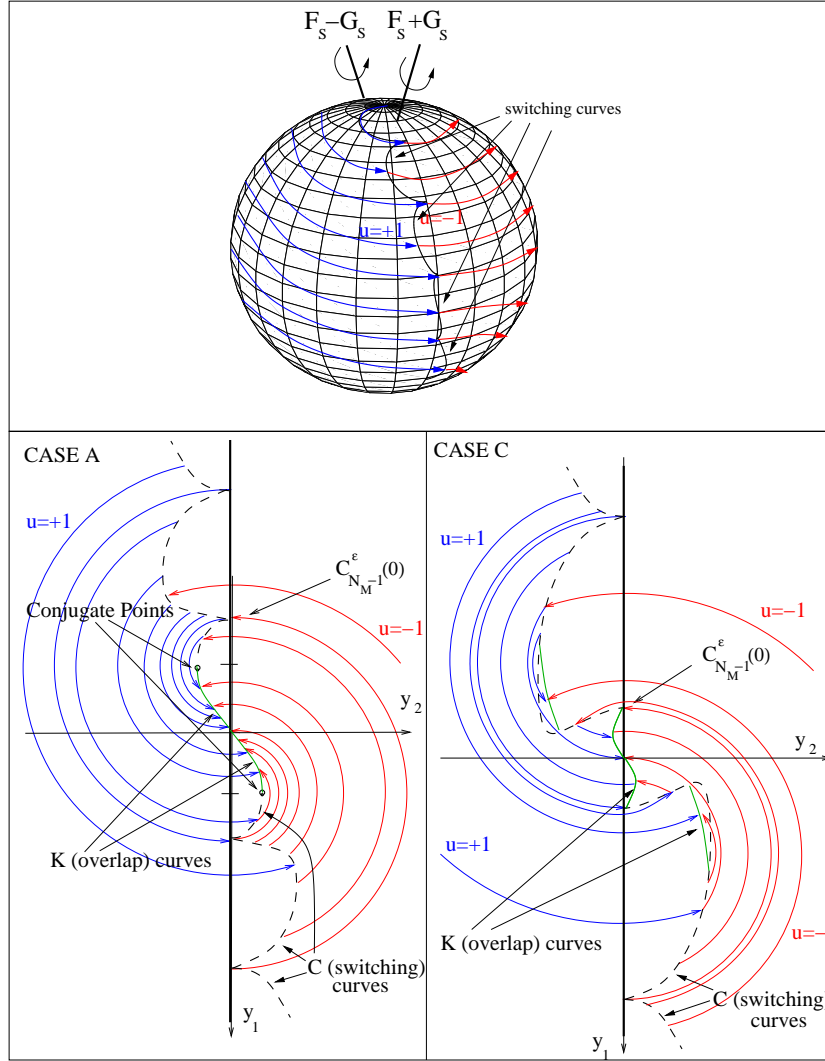 F_S−G_S F_S+G_S
switching curves
u=+1
u=−1
CASE A
u=+1
C^ε_{N_M−1}(0)
Conjugate Points
u=−1
y_2
K (overlap) curves
C (switching)
curves
y_1
CASE C
u=+1
u=−1
C^ε_{N_M−1}(0)
y_2
u=+1
K (overlap) curves
u=−
C (switching)
curves
y_1